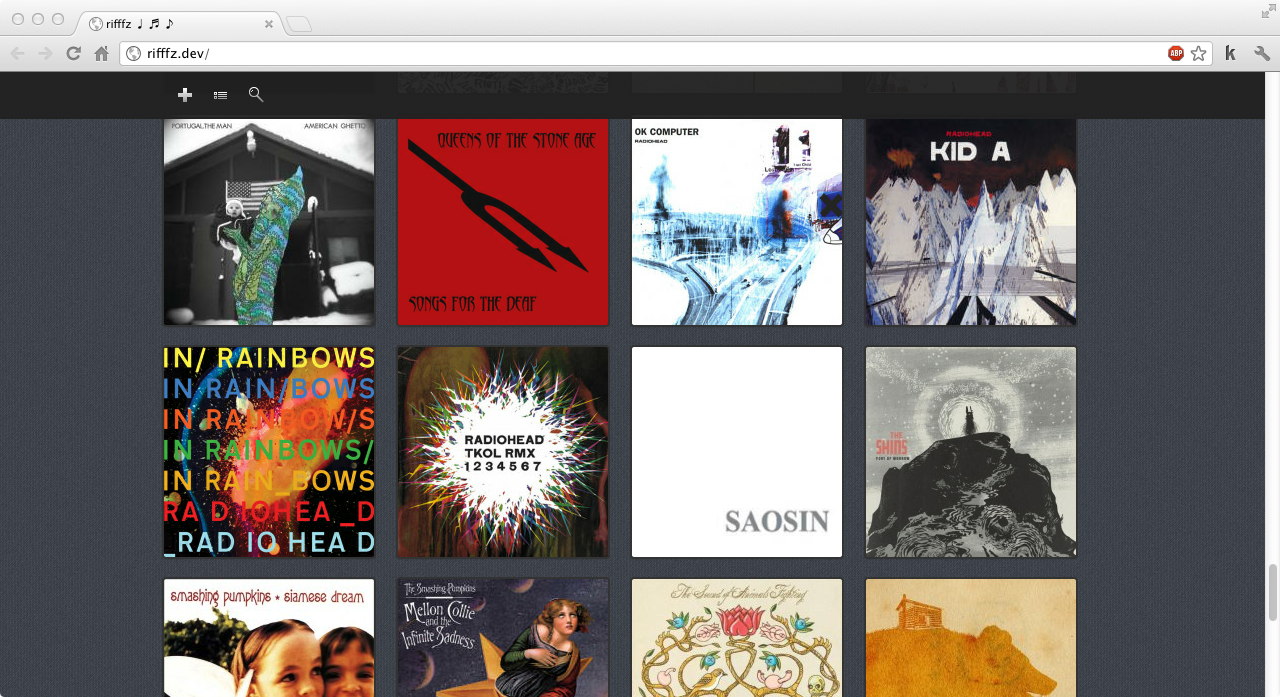 rifffz ♩ ♬ ♪
rifffz.dev/
ABP
k
PORTUGAL.THE MAN
AMERICAN GHETTO
QUEENS OF THE STONE AGE
SONGS FOR THE DEAF
OK COMPUTER
RADIOHEAD
RADIOHEAD
KID A
IN/ RAINBOWS
IN RAIN/BOWS
IN RAINBOW/S
IN RAINBOWS/
IN RAIN_BOWS
RA D IOHEA _D
_RAD IO HEA D
RADIOHEAD
TKOL RMX
1 2 3 4 5 6 7
SAOSIN
THE
SHINS
PORT OF MORROW
smashing pumpkins * siamese dream
The Smashing Pumpkins
Mellon Collie
and the
Infinite Sadness
The Sound of Animals Fighting